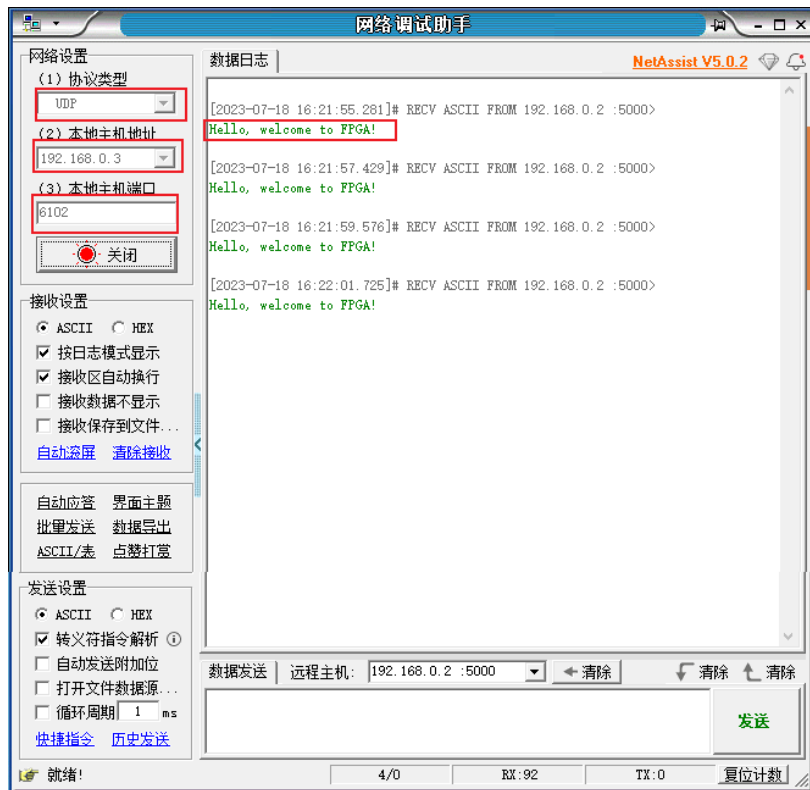 网络调试助手
网络设置
(1) 协议类型
UDP
(2) 本地主机地址
192.168.0.3
(3) 本地主机端口
6102
关闭
接收设置
ASCII HEX
按日志模式显示
接收区自动换行
接收数据不显示
接收保存到文件...
自动滚屏 清除接收
自动应答 界面主题
批量发送 数据导出
ASCII/表 点赞打赏
发送设置
ASCII HEX
转义符指令解析
自动发送附加位
打开文件数据源...
循环周期 1 ms
快捷指令 历史发送
数据日志 NetAssist V5.0.2
[2023-07-18 16:21:55.281]# RECV ASCII FROM 192.168.0.2 :5000>
Hello, welcome to FPGA!
[2023-07-18 16:21:57.429]# RECV ASCII FROM 192.168.0.2 :5000>
Hello, welcome to FPGA!
[2023-07-18 16:21:59.576]# RECV ASCII FROM 192.168.0.2 :5000>
Hello, welcome to FPGA!
[2023-07-18 16:22:01.725]# RECV ASCII FROM 192.168.0.2 :5000>
Hello, welcome to FPGA!
数据发送 远程主机: 192.168.0.2 :5000 清除 清除 清除
发送
就绪! 4/0 RX:92 TX:0 复位计数